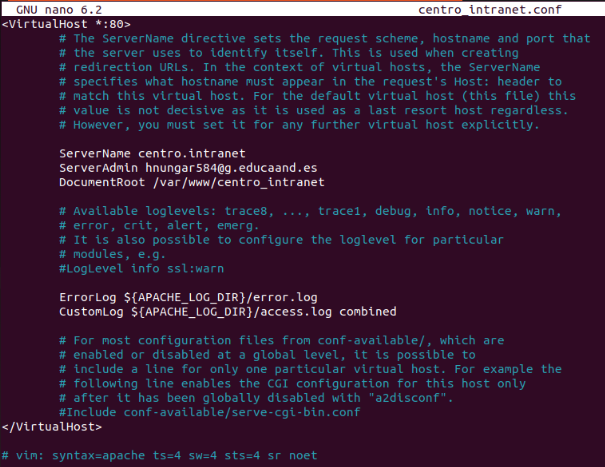 GNU nano 6.2 centro_intranet.conf
<VirtualHost *:80>
# The ServerName directive sets the request scheme, hostname and port that
# the server uses to identify itself. This is used when creating
# redirection URLs. In the context of virtual hosts, the ServerName
# specifies what hostname must appear in the request's Host: header to
# match this virtual host. For the default virtual host (this file) this
# value is not decisive as it is used as a last resort host regardless.
# However, you must set it for any further virtual host explicitly.
ServerName centro.intranet
ServerAdmin hnungar584@g.educaand.es
DocumentRoot /var/www/centro_intranet
# Available loglevels: trace8, ..., trace1, debug, info, notice, warn,
# error, crit, alert, emerg.
# It is also possible to configure the loglevel for particular
# modules, e.g.
#LogLevel info ssl:warn
ErrorLog ${APACHE_LOG_DIR}/error.log
CustomLog ${APACHE_LOG_DIR}/access.log combined
# For most configuration files from conf-available/, which are
# enabled or disabled at a global level, it is possible to
# include a line for only one particular virtual host. For example the
# following line enables the CGI configuration for this host only
# after it has been globally disabled with "a2disconf".
#Include conf-available/serve-cgi-bin.conf
</VirtualHost>
# vim: syntax=apache ts=4 sw=4 sts=4 sr noet